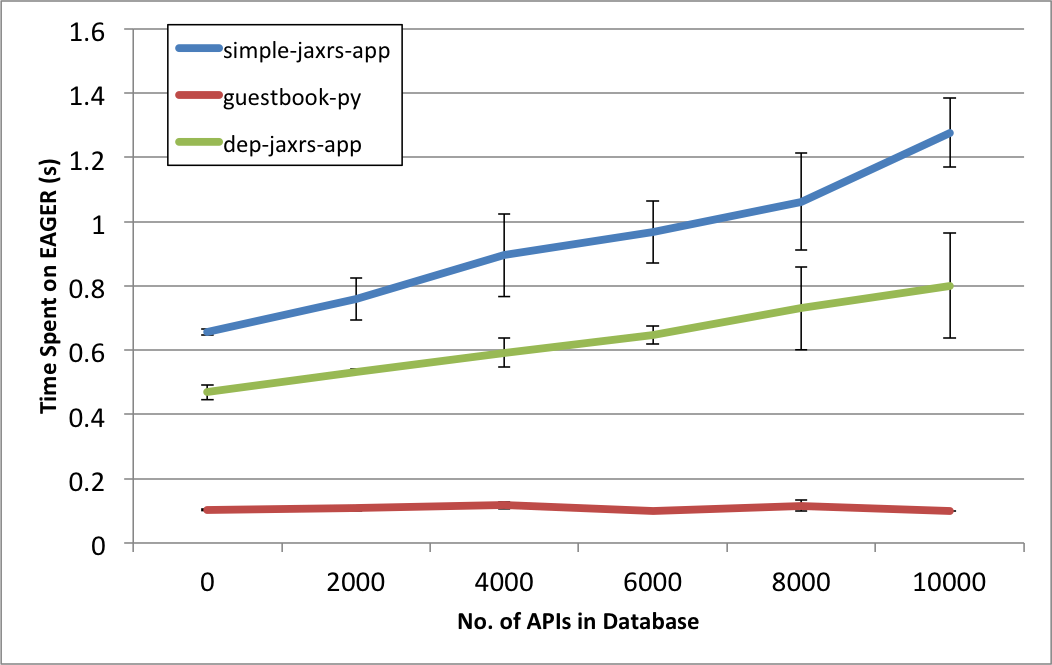 1.6
1.4
1.2
1
0.8
0.6
0.4
0.2
0
Time Spent on EAGER (s)
simple-jaxrs-app
guestbook-py
dep-jaxrs-app
0 2000 4000 6000 8000 10000
No. of APIs in Database